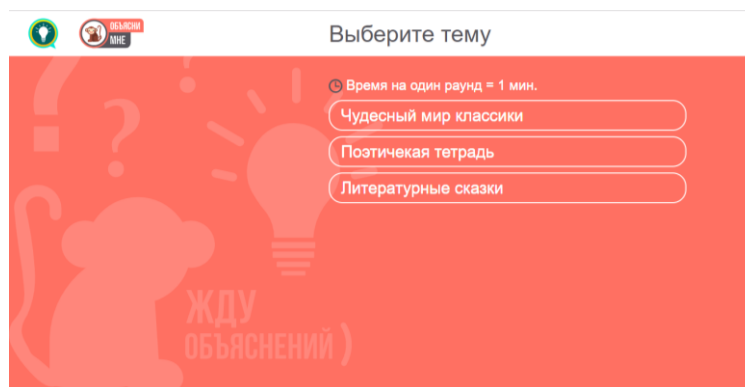 ОБЪЯСНИ
МНЕ
Выберите тему
Время на один раунд = 1 мин.
Чудесный мир классики
Поэтичекая тетрадь
Литературные сказки
ЖДУ
ОБЪЯСНЕНИЙ)